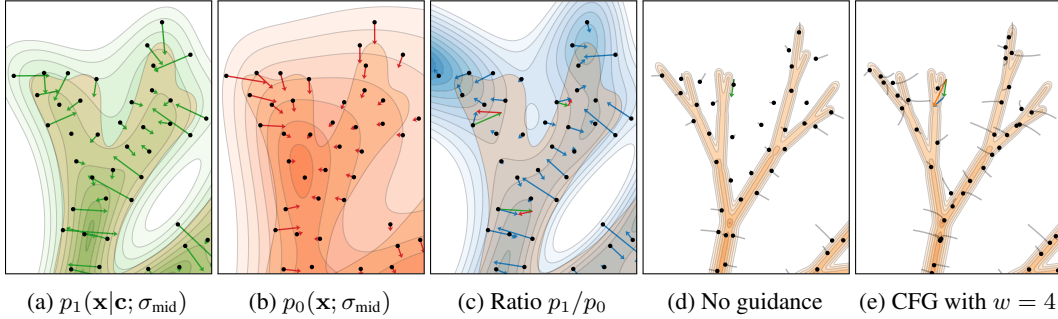 (a) p₁(x|c; σ_mid) (b) p₀(x; σ_mid) (c) Ratio p₁/p₀ (d) No guidance (e) CFG with w = 4